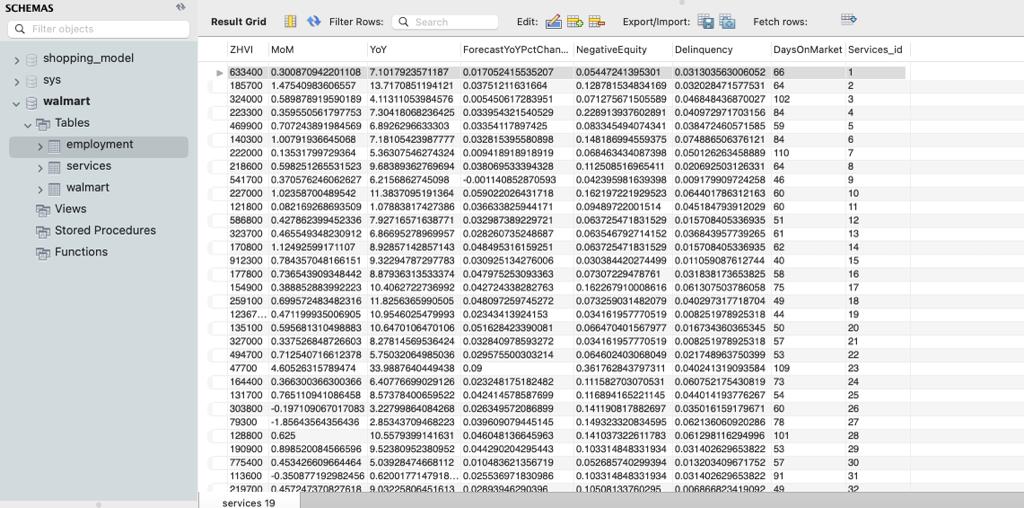 SCHEMAS
Filter objects
shopping_model
sys
walmart
Tables
employment
services
walmart
Views
Stored Procedures
Functions
Result Grid Filter Rows: Search Edit: Export/Import: Fetch rows:
ZHVI MoM YoY ForecastYoYPctChan... NegativeEquity Delinquency DaysOnMarket Services_id
633400 0.300870942201108 7.1017923571187 0.017052415535207 0.05447241395301 0.031303563006052 66 1
185700 1.47540983606557 13.7170851194121 0.03751211631664 0.128781534834169 0.032028471577531 64 2
324000 0.589878919590189 4.11311053984576 0.005450617283951 0.071275671505589 0.046848436870027 102 3
223300 0.359550561797753 7.30418068236425 0.033954321540529 0.228913937602891 0.040972971703156 84 4
469900 0.707243891984569 6.8926296633303 0.03354117897425 0.083345494074341 0.038472460571585 59 5
140300 1.00791936645068 7.18105423987777 0.032815395580898 0.148186994559375 0.074886506376121 84 6
222000 0.13531799729364 5.36307546274324 0.009418918918919 0.068463434087398 0.050126263458889 110 7
218600 0.598251265531523 9.68389362769694 0.038069533394328 0.11250851696541​1 0.020692503126331 64 8
541700 0.370576246062627 6.2156862745098 -0.001140852870593 0.042395981639398 0.009179909724258 46 9
227000 1.02358700489542 11.3837095191364 0.059022026431718 0.162197221929523 0.064401786312163 60 10
121800 0.082169268693509 1.07883817427386 0.036633825944171 0.09489722001514 0.045184793912029 60 11
586800 0.427862399452336 7.92716571638771 0.032987389229721 0.063725471831529 0.015708405336935 51 12
323700 0.465549348230912 6.86695278969957 0.028260735248687 0.063546792714152 0.036843957739265 61 13
170800 1.12492599171107 8.92857142857143 0.048495316159251 0.063725471831529 0.015708405336935 62 14
912300 0.784357048166151 9.32294787297783 0.030925134276006 0.030384420274499 0.011059087612744 40 15
177800 0.736543909348442 8.87936313533374 0.047975253093363 0.07307229478761 0.031838173653825 58 16
154900 0.388852883992223 10.4062722736992 0.042724338282763 0.162267910008616 0.061307503786058 75 17
259100 0.699572483482316 11.8256365990505 0.048097259745272 0.073259031482079 0.040297317718704 49 18
12367... 0.471199935006905 10.9546025479993 0.02343413924153 0.034161957770519 0.008251978925318 44 19
135100 0.595681310498883 10.6470106470106 0.051628423390081 0.066470401567977 0.016734360365345 50 20
327000 0.337526848726603 8.27814569536424 0.032840978593272 0.034161957770519 0.008251978925318 57 21
494700 0.712540716612378 5.75032064985036 0.029575500303214 0.064602403068049 0.021748963750399 53 22
47700 4.60526315789474 33.9887640449438 0.09 0.361762843797311 0.040241319093584 109 23
164400 0.366300366300366 6.40776699029126 0.023248175182482 0.111582703070531 0.060752175430819 73 24
131700 0.765110941086458 8.57378400659522 0.042414578587699 0.116894165221145 0.044014193776267 54 25
303800 -0.197109067017083 3.22799864084268 0.026349572086899 0.141190817882697 0.035016159179671 60 26
79300 -1.85643564356436 2.85343709468223 0.039609079445145 0.149323320834595 0.062136060920286 78 27
128800 0.625 10.5579399141631 0.046048136645963 0.141037322611783 0.061298116294996 101 28
190900 0.898520084566596 9.52380952380952 0.044290204295443 0.103314848331934 0.031402629653822 53 29
775400 0.453426609664464 5.03928474668112 0.010483621356719 0.052685740299394 0.013203409671752 57 30
113600 -0.350877192982456 0.6200177147918... 0.025536971830986 0.103314848331934 0.031402629653822 91 31
219700 0.457247370827618 9.03225806451613 0.02893946290396 0.10508133760295 0.006866823419092 49 32
services 19